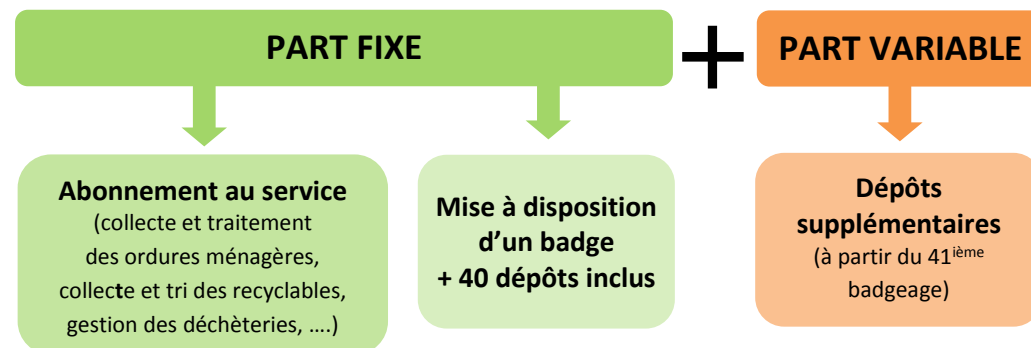 PART FIXE
+
PART VARIABLE
Abonnement au service
(collecte et traitement
des ordures ménagères,
collecte et tri des recyclables,
gestion des déchèteries, ….)
Mise à disposition
d’un badge
+ 40 dépôts inclus
Dépôts
supplémentaires
(à partir du 41ième
badgeage)